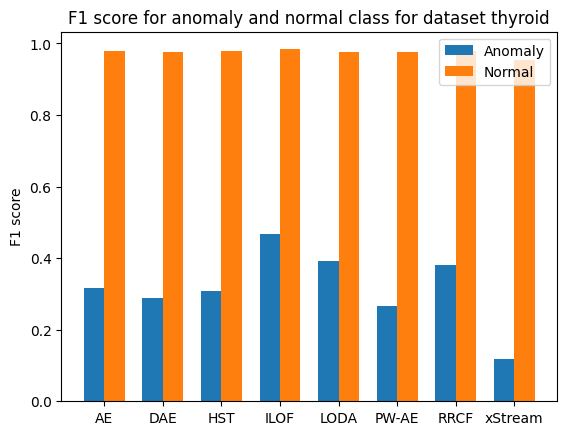 F1 score for anomaly and normal class for dataset thyroid
Anomaly
Normal
1.0
0.8
0.6
0.4
0.2
0.0
F1 score
AE DAE HST ILOF LODA PW-AE RRCF xStream